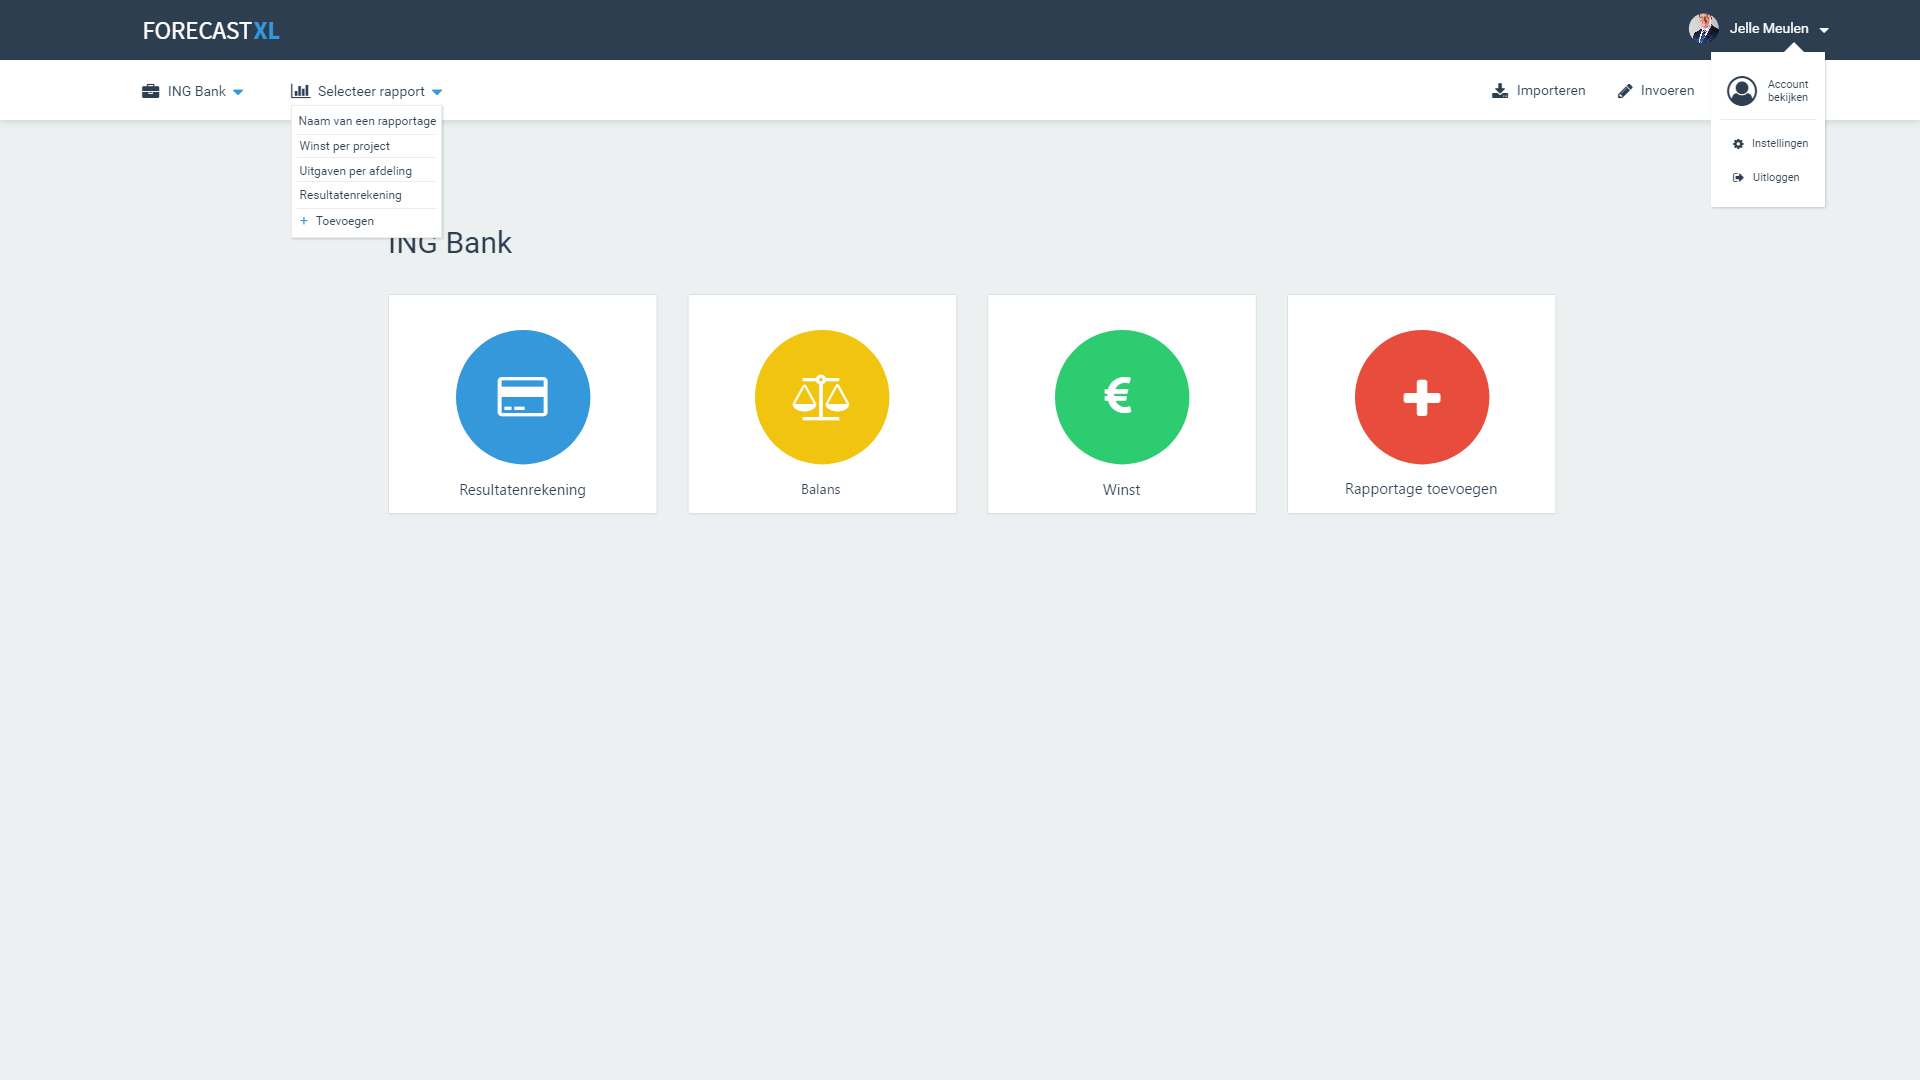 FORECASTXL
Jelle Meulen
ING Bank
Selecteer rapport
Importeren
Invoeren
Account
bekijken
Instellingen
Uitloggen
Naam van een rapportage
Winst per project
Uitgaven per afdeling
Resultatenrekening
+ Toevoegen
ING Bank
Resultatenrekening
Balans
Winst
Rapportage toevoegen